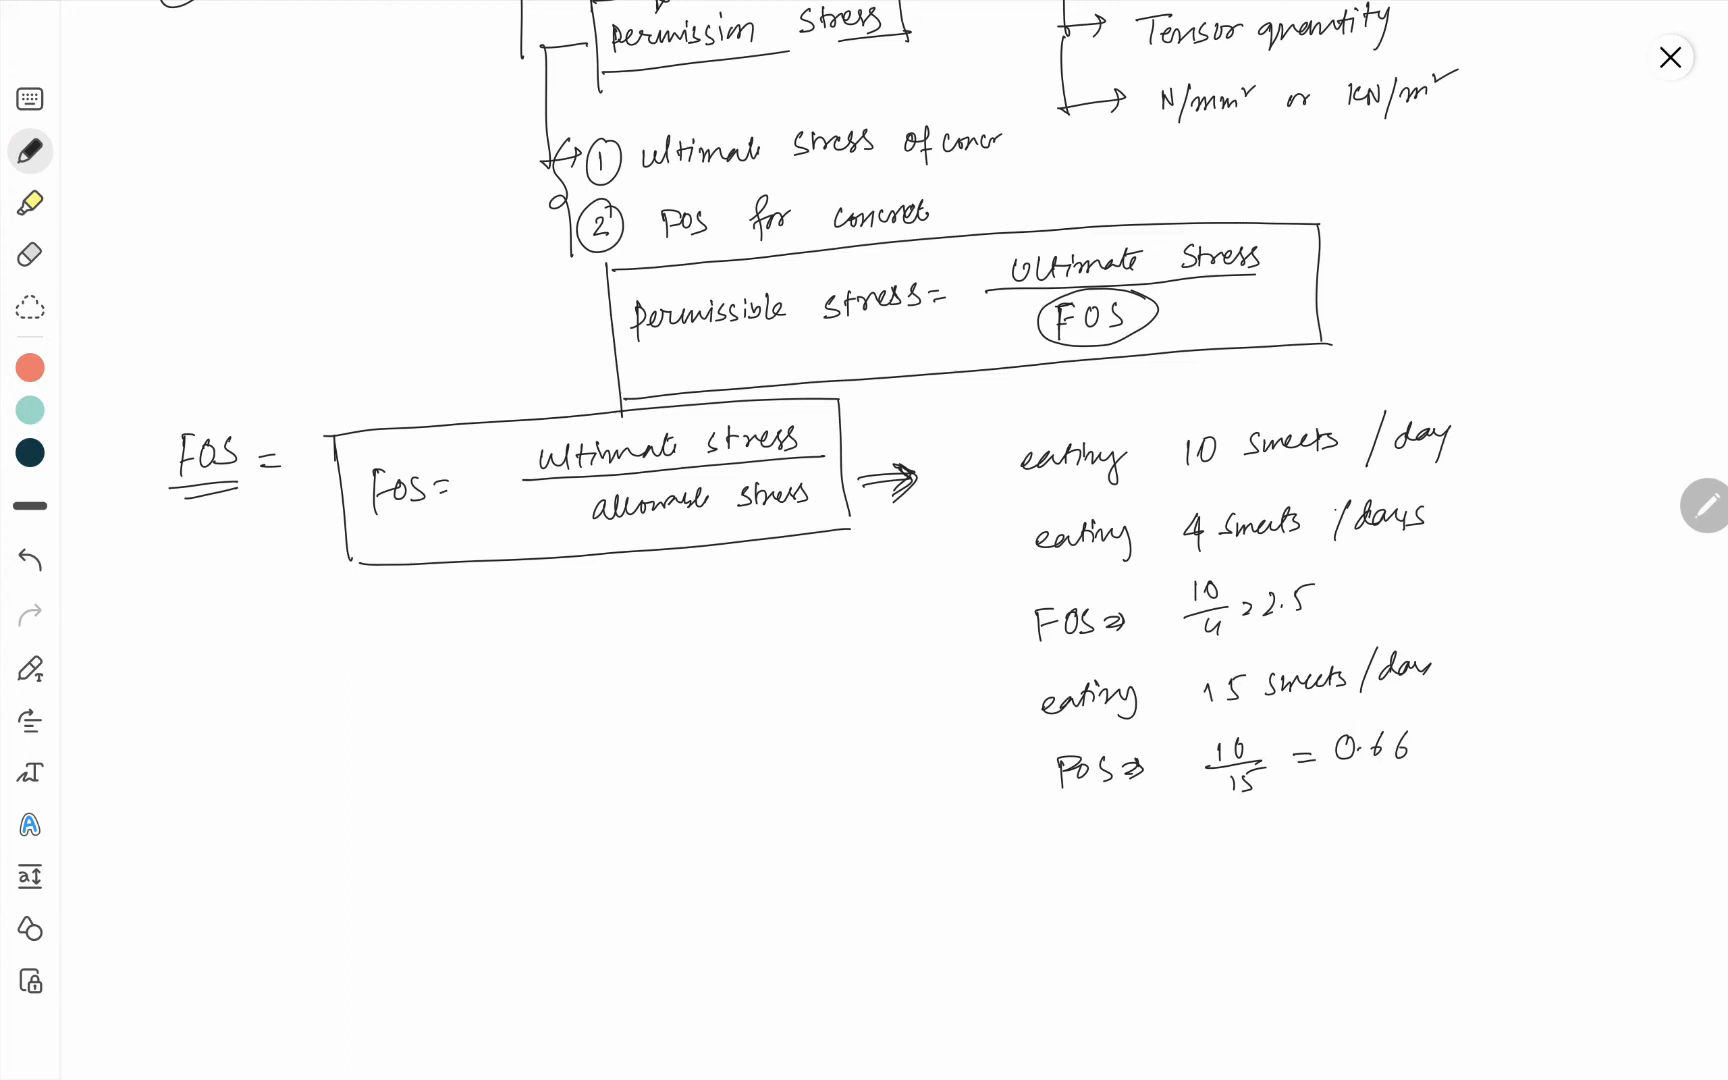 permission stress
Tensor quantity
N/mm² or KN/m²
1 ultimate stress of concr
2 FOS for concret
permissible stress = Ultimate Stress / FOS
FOS =
FOS = ultimate stress / allowable stress
eating 10 sweets / day
eating 4 sweets / days
FOS ⇒ 10/4 = 2.5
eating 15 sweets / day
FOS ⇒ 10/15 = 0.66